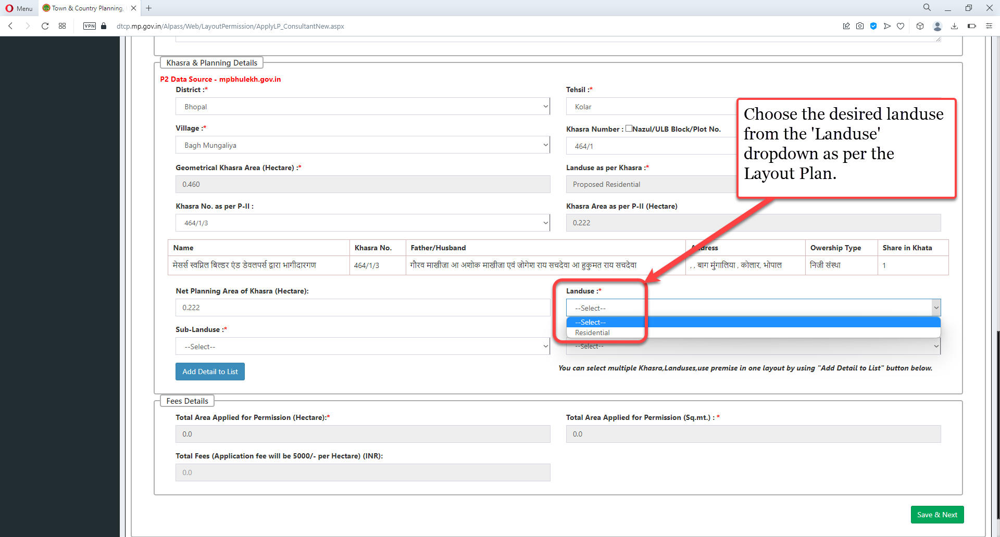 Menu
Town & Country Planning,
VPN
dtcp.mp.gov.in/Alpass/Web/LayoutPermission/ApplyLP_ConsultantNew.aspx
Khasra & Planning Details
P2 Data Source - mpbhulekh.gov.in
District :*
Tehsil :*
Bhopal
Kolar
Choose the desired landuse
from the 'Landuse'
dropdown as per the
Layout Plan.
Village :*
Khasra Number : Nazul/ULB Block/Plot No.
Bagh Mungaliya
464/1
Geometrical Khasra Area (Hectare) :*
Landuse as per Khasra :*
0.460
Proposed Residential
Khasra No. as per P-II :
Khasra Area as per P-II (Hectare)
464/1/3
0.222
Name Khasra No. Father/Husband Address Owership Type Share in Khata
मेसर्स स्वप्निल बिल्डर एंड डेवलपर्स द्वारा भागीदारगण 464/1/3 गौरव माखीजा आ अशोक माखीजा एवं जोगेश राय सचदेवा आ हुकुमत राय सचदेवा , , बाग मुंगालिया , कोलार, भोपाल निजी संस्था 1
Net Planning Area of Khasra (Hectare):
Landuse :*
0.222
--Select--
--Select--
Residential
Sub-Landuse :*
--Select--
--Select--
Add Detail to List
You can select multiple Khasra,Landuses,use premise in one layout by using "Add Detail to List" button below.
Fees Details
Total Area Applied for Permission (Hectare):*
Total Area Applied for Permission (Sq.mt.) : *
0.0
0.0
Total Fees (Application fee will be 5000/- per Hectare) (INR):
0.0
Save & Next